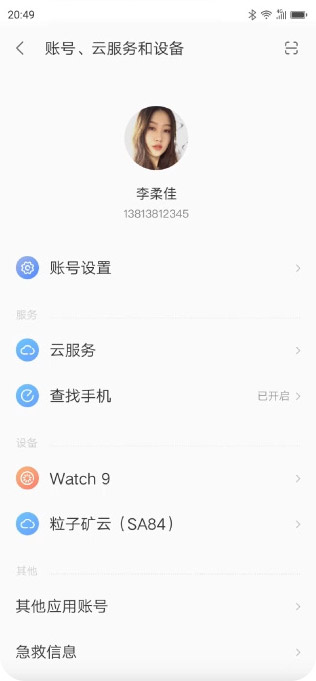 20:49
账号、云服务和设备
李柔佳
13813812345
账号设置
服务
云服务
查找手机
已开启
设备
Watch 9
粒子矿云（SA84）
其他
其他应用账号
急救信息